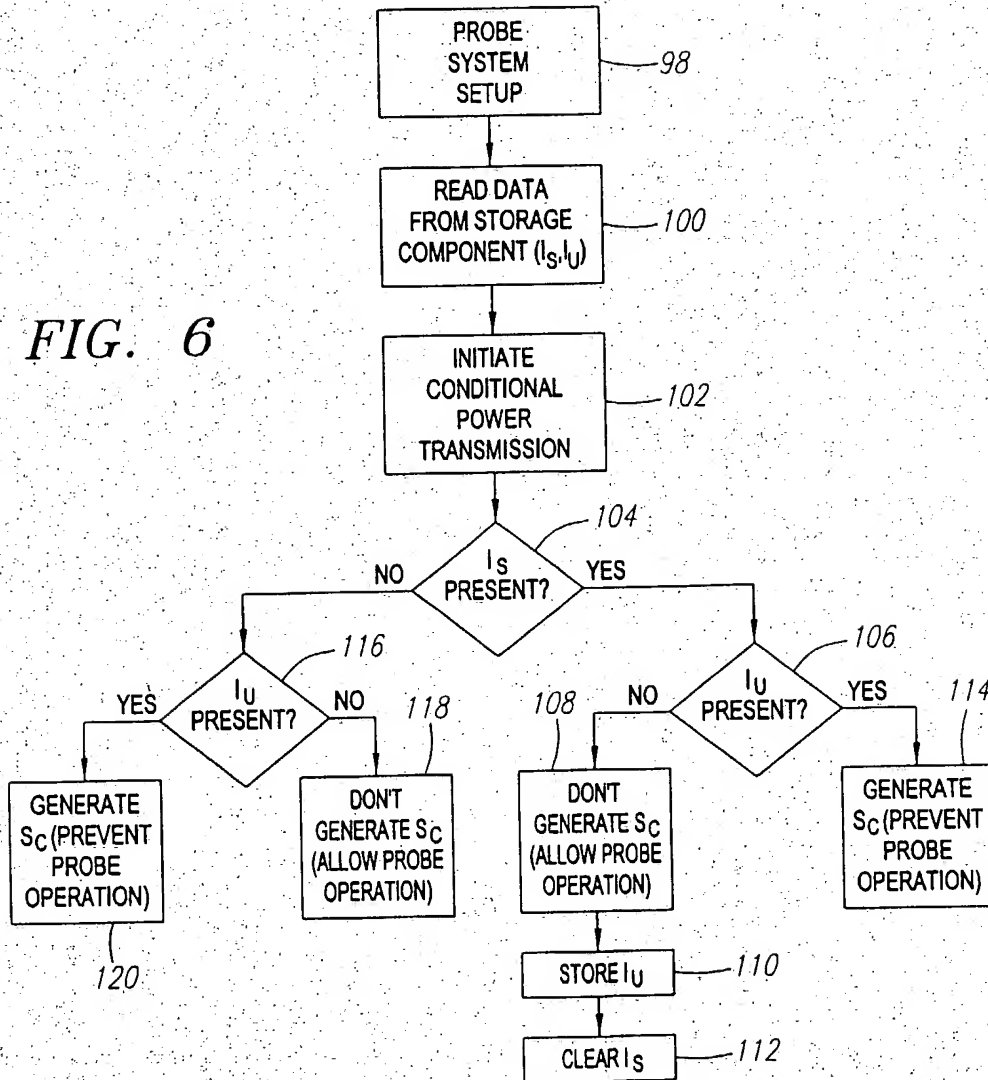 PROBE
SYSTEM
SETUP
98
READ DATA
FROM STORAGE
COMPONENT (IS,IU)
100
FIG. 6
INITIATE
CONDITIONAL
POWER
TRANSMISSION
102
104
NO
IS
PRESENT?
YES
116
106
YES
IU
PRESENT?
NO
118
108
NO
IU
PRESENT?
YES
114
GENERATE
SC (PREVENT
PROBE
OPERATION)
DON'T
GENERATE SC
(ALLOW PROBE
OPERATION)
DON'T
GENERATE SC
(ALLOW PROBE
OPERATION)
GENERATE
SC (PREVENT
PROBE
OPERATION)
120
STORE IU
110
CLEAR IS
112